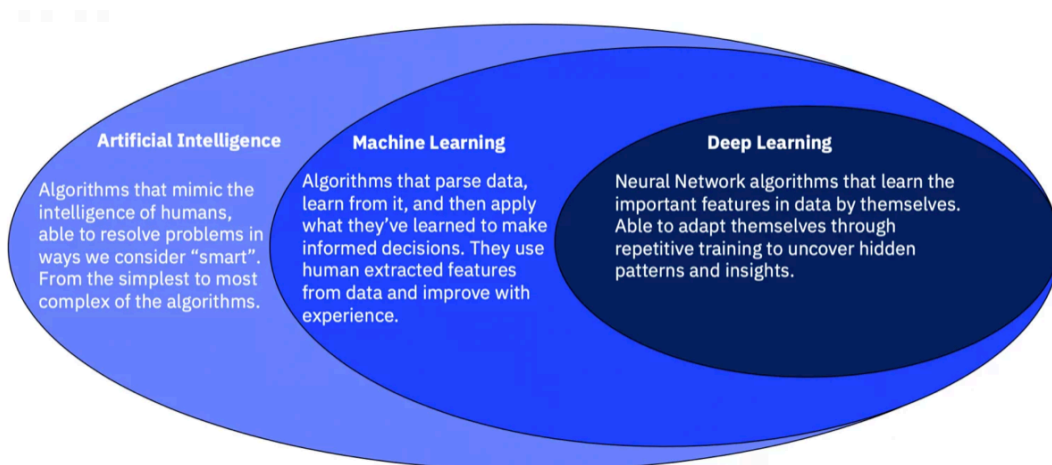 Artificial Intelligence
Algorithms that mimic the
intelligence of humans,
able to resolve problems in
ways we consider “smart”.
From the simplest to most
complex of the algorithms.
Machine Learning
Algorithms that parse data,
learn from it, and then apply
what they’ve learned to make
informed decisions. They use
human extracted features
from data and improve with
experience.
Deep Learning
Neural Network algorithms that learn the
important features in data by themselves.
Able to adapt themselves through
repetitive training to uncover hidden
patterns and insights.